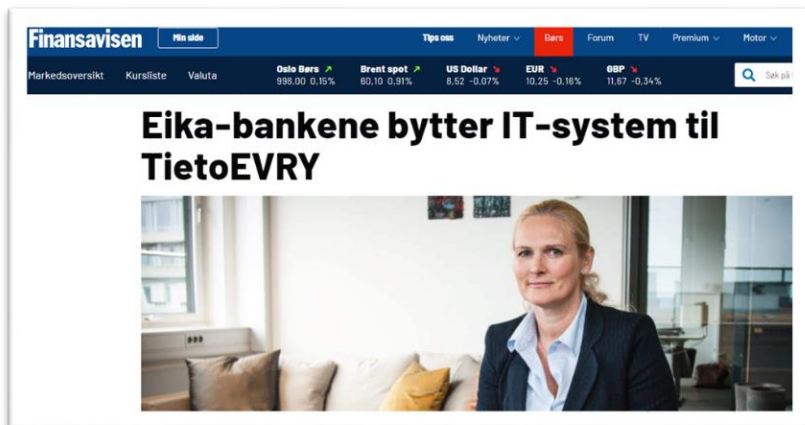 Finansavisen Min side Tips oss Nyheter Børs Forum TV Premium Motor
Markedsoversikt Kursliste Valuta Oslo Børs Brent spot US Dollar EUR GBP Søk på
998,00 0,15% 60,10 0,91% 8,52 -0,07% 10,25 -0,16% 11,67 -0,34%
Eika-bankene bytter IT-system til
TietoEVRY